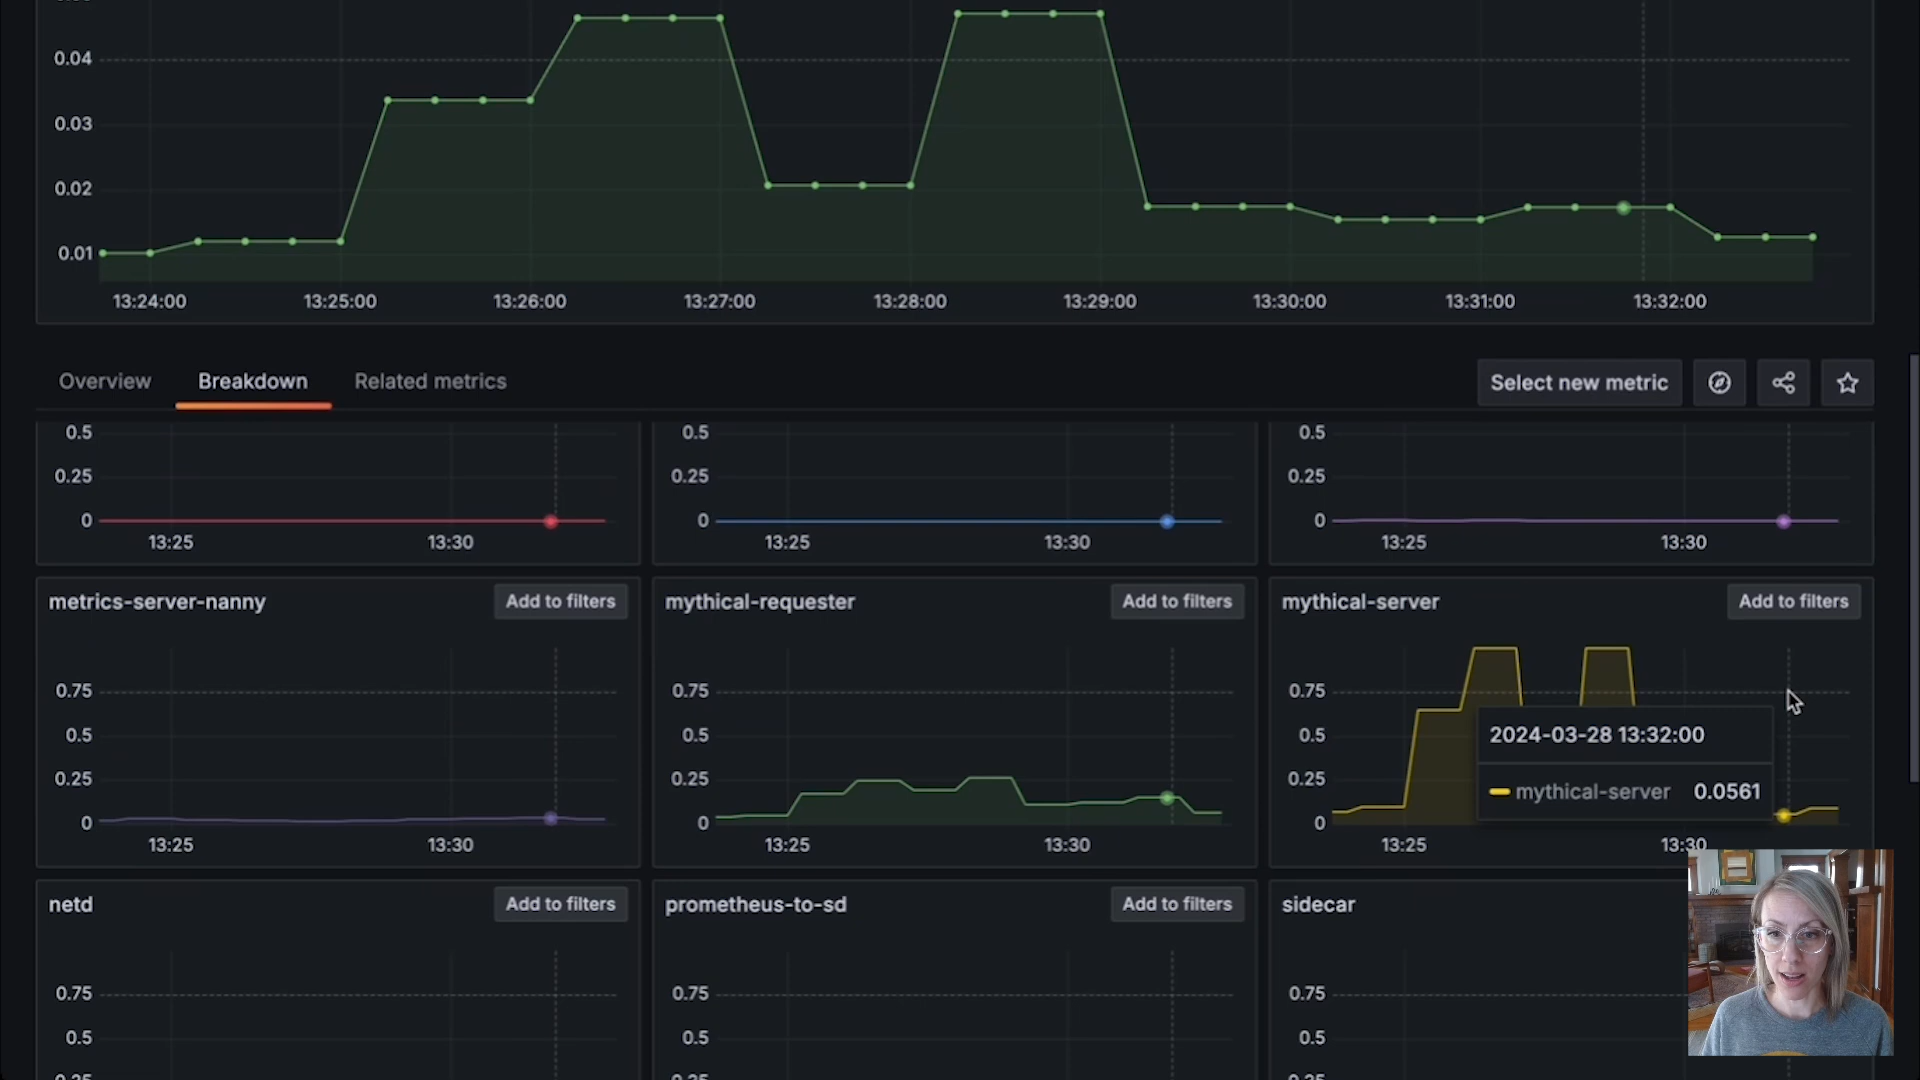 0.04
0.03
0.02
0.01
13:24:00 13:25:00 13:26:00 13:27:00 13:28:00 13:29:00 13:30:00 13:31:00 13:32:00
Overview Breakdown Related metrics Select new metric
0.5 0.5 0.5
0.25 0.25 0.25
0 0 0
13:25 13:30 13:25 13:30 13:25 13:30
metrics-server-nanny Add to filters mythical-requester Add to filters mythical-server Add to filters
0.75 0.75 0.75
0.5 0.5 0.5 2024-03-28 13:32:00
0.25 0.25 0.25 mythical-server 0.0561
0 0 0
13:25 13:30 13:25 13:30 13:25 13:30
netd Add to filters prometheus-to-sd Add to filters sidecar
0.75 0.75 0.75
0.5 0.5 0.5